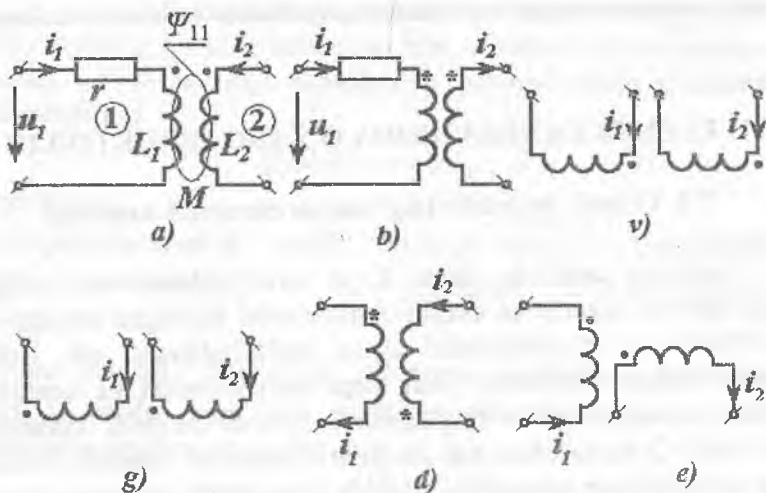 Ψ11
i1 i2 i1 i2
r
u1 1 L1 L2 2 u1 i1 i2
M
a) b) v)
i2
i1 i2
i1 i1 i2
g) d) e)